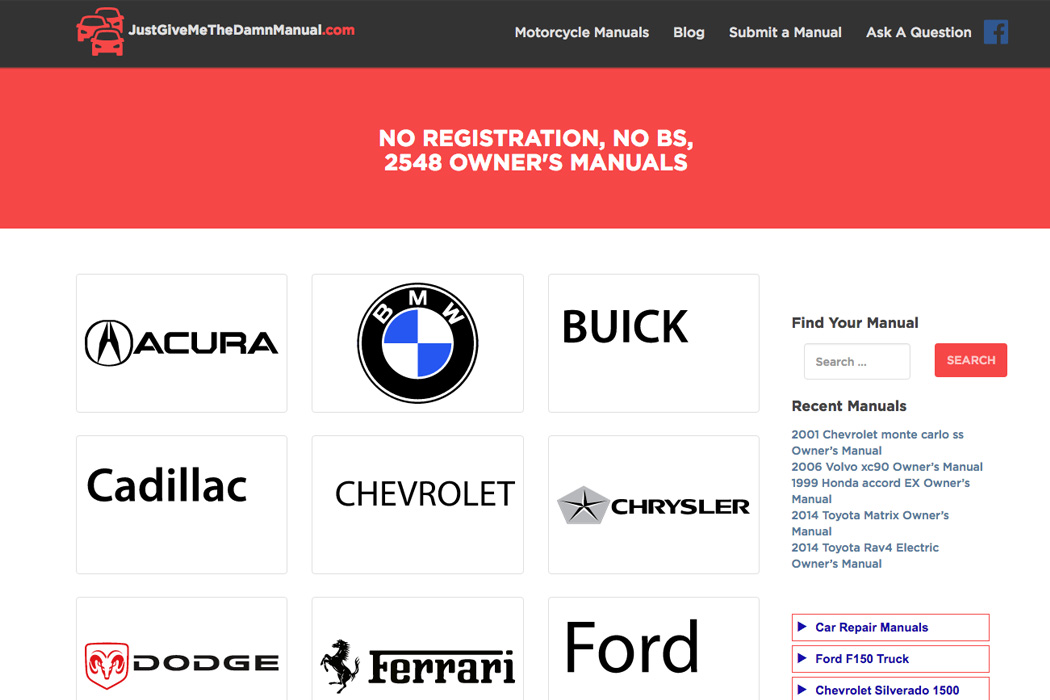 JustGiveMeTheDamnManual.com
Motorcycle Manuals
Blog
Submit a Manual
Ask A Question
NO REGISTRATION, NO BS,
2548 OWNER'S MANUALS
ACURA
BMW
BUICK
Cadillac
CHEVROLET
CHRYSLER
DODGE
Ferrari
Ford
Find Your Manual
Search ...
SEARCH
Recent Manuals
2001 Chevrolet monte carlo ss
Owner's Manual
2006 Volvo xc90 Owner's Manual
1999 Honda accord EX Owner's
Manual
2014 Toyota Matrix Owner's
Manual
2014 Toyota Rav4 Electric
Owner's Manual
Car Repair Manuals
Ford F150 Truck
Chevrolet Silverado 1500